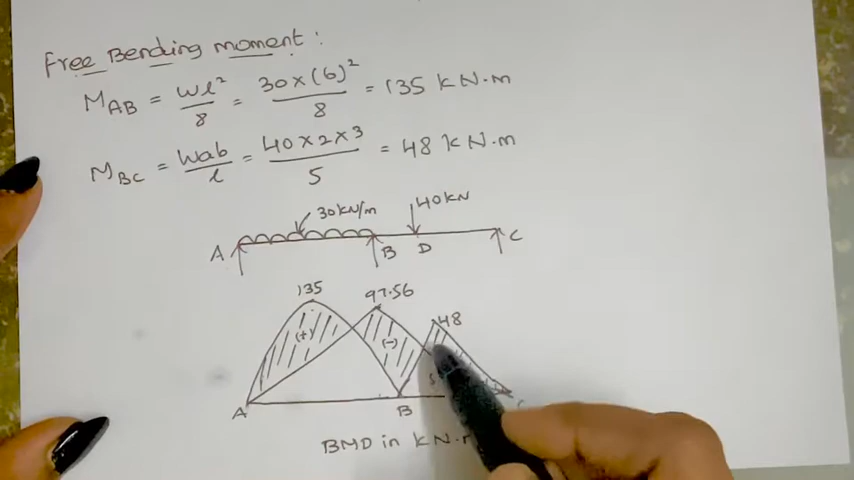 Free Bending moment :
MAB = wl²/8 = 30×(6)²/8 = 135 KN.m
MBC = Wab/l = 40×2×3/5 = 48 KN.m
30KN/m 40KN
A B D C
135 97.56 48
(+) (-)
A B C
BMD in KN.